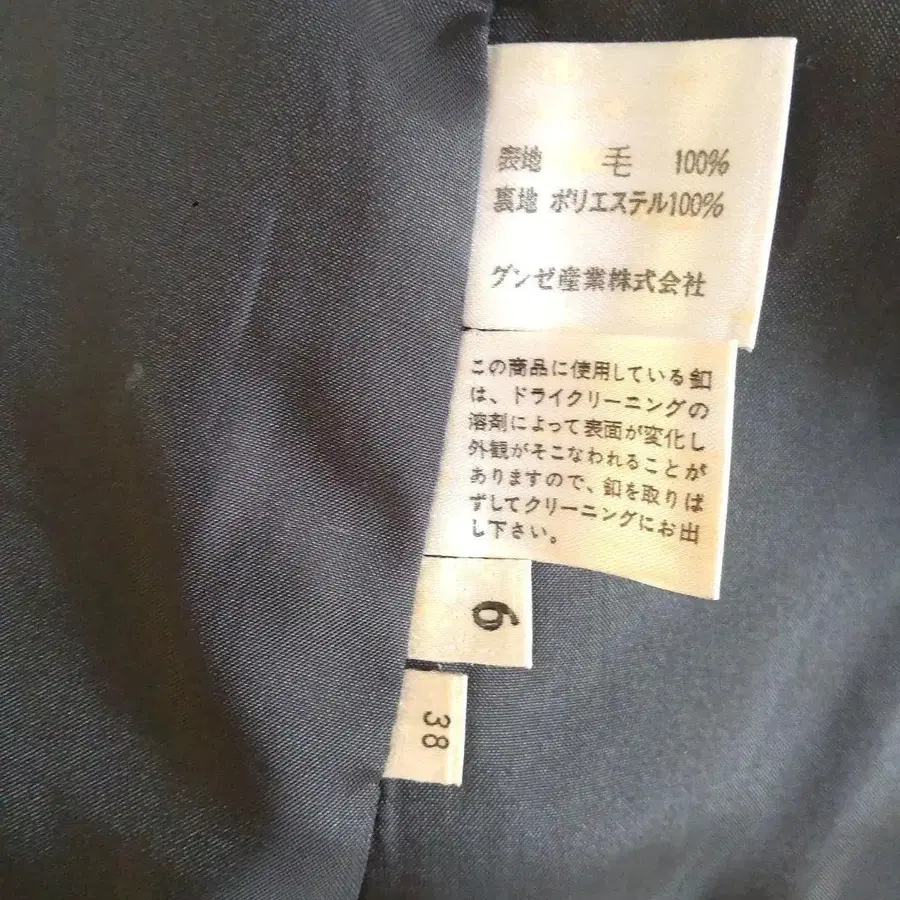 表地 毛 100%
裏地 ポリエステル100%
グンゼ産業株式会社
この商品に使用している釦
は、ドライクリーニングの
溶剤によって表面が変化し
外観がそこなわれることが
ありますので、釦を取りは
ずしてクリーニングにお出
し下さい。
6
38